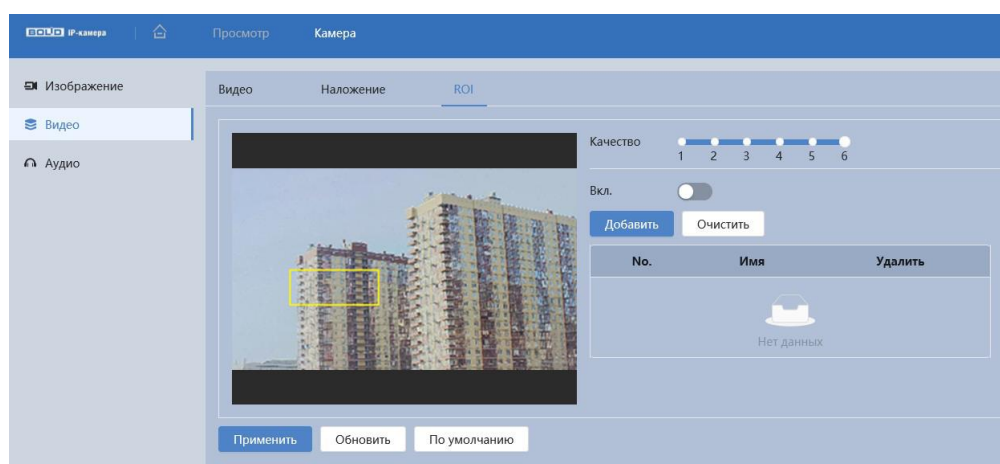 BOLID IP-камера
Просмотр
Камера
Изображение
Видео
Аудио
Видео
Наложение
ROI
Качество
1 2 3 4 5 6
Вкл.
Добавить
Очистить
No. Имя Удалить
Нет данных
Применить
Обновить
По умолчанию